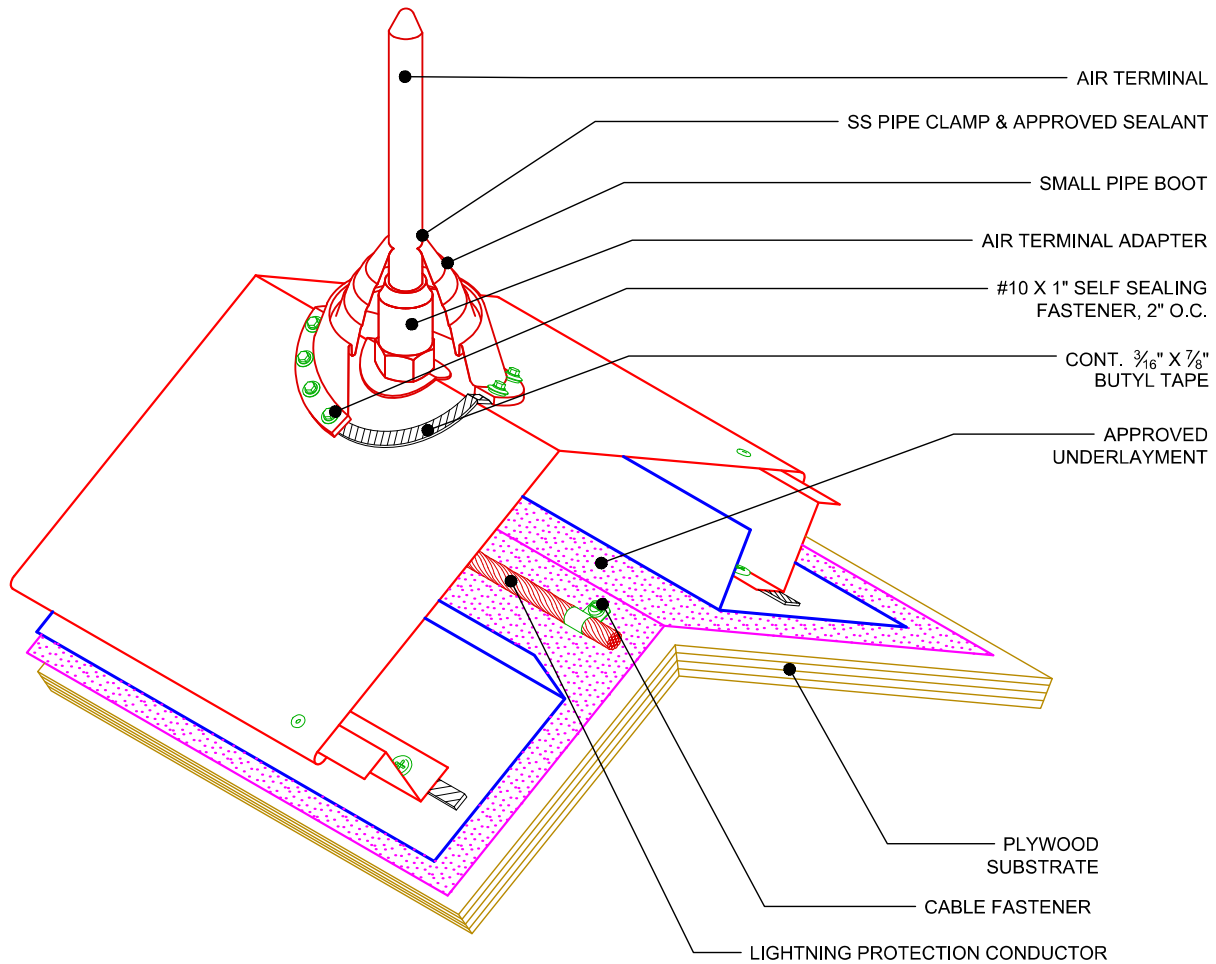 AIR TERMINAL
SS PIPE CLAMP & APPROVED SEALANT
SMALL PIPE BOOT
AIR TERMINAL ADAPTER
#10 X 1" SELF SEALING
FASTENER, 2" O.C.
CONT. 3⁄16" X 7⁄8"
BUTYL TAPE
APPROVED
UNDERLAYMENT
PLYWOOD
SUBSTRATE
CABLE FASTENER
LIGHTNING PROTECTION CONDUCTOR